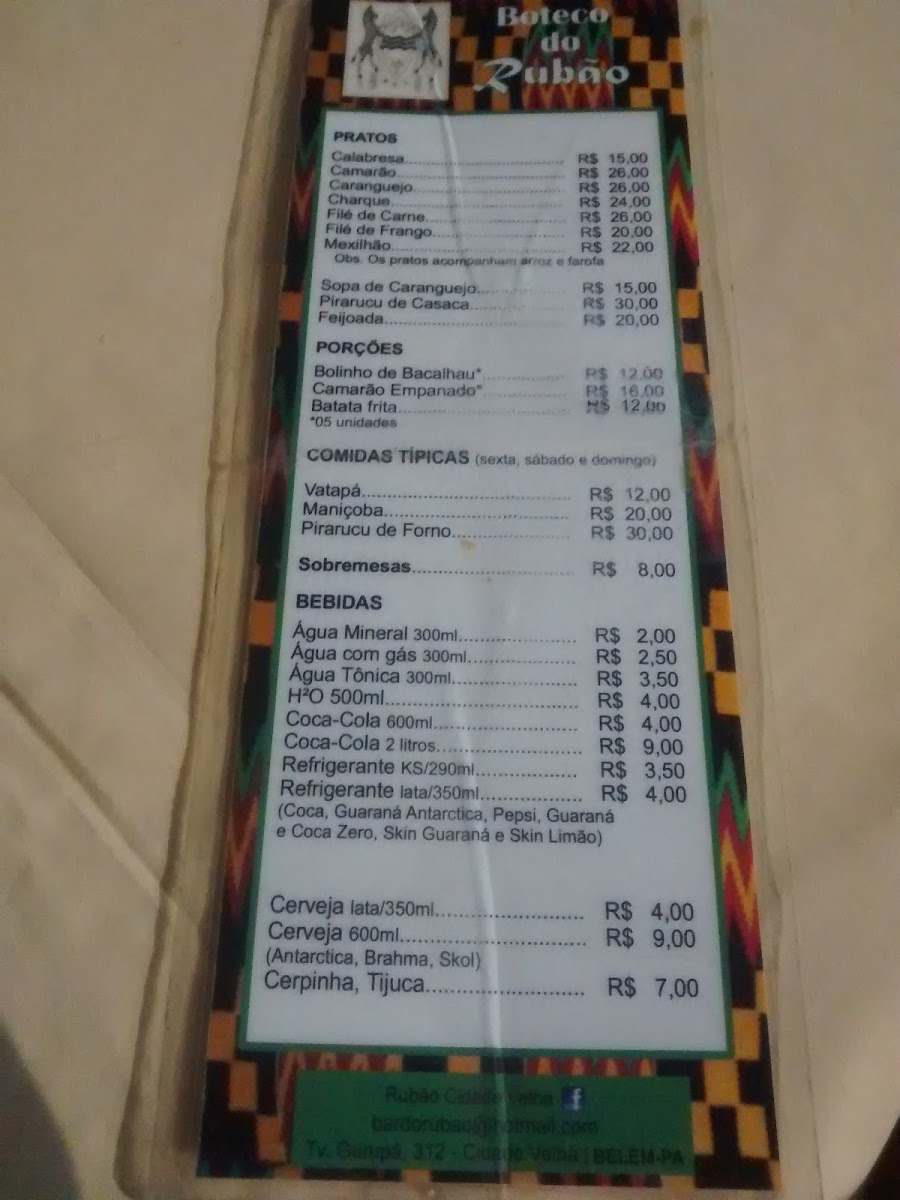 Boteco
do
Rubão
PRATOS
Calabresa.......................................... R$ 15,00
Camarão............................................ R$ 26,00
Caranguejo........................................ R$ 26,00
Charque............................................. R$ 24,00
Filé de Carne..................................... R$ 26,00
Filé de Frango.................................... R$ 20,00
Mexilhão............................................ R$ 22,00
Obs. Os pratos acompanham arroz e farofa
Sopa de Caranguejo........................ R$ 15,00
Pirarucu de Casaca......................... R$ 30,00
Feijoada............................................ R$ 20,00
PORÇÕES
Bolinho de Bacalhau*...................... R$ 12,00
Camarão Empanado*...................... R$ 16,00
Batata frita........................................ R$ 12,00
*05 unidades
COMIDAS TÍPICAS (sexta, sábado e domingo)
Vatapá.............................................. R$ 12,00
Maniçoba.......................................... R$ 20,00
Pirarucu de Forno............................ R$ 30,00
Sobremesas..................................... R$ 8,00
BEBIDAS
Água Mineral 300ml......................... R$ 2,00
Água com gás 300ml....................... R$ 2,50
Água Tônica 300ml.......................... R$ 3,50
H²O 500ml........................................ R$ 4,00
Coca-Cola 600ml............................. R$ 4,00
Coca-Cola 2 litros............................. R$ 9,00
Refrigerante KS/290ml.................... R$ 3,50
Refrigerante lata/350ml.................... R$ 4,00
(Coca, Guaraná Antarctica, Pepsi, Guaraná
e Coca Zero, Skin Guaraná e Skin Limão)
Cerveja lata/350ml............................ R$ 4,00
Cerveja 600ml.................................. R$ 9,00
(Antarctica, Brahma, Skol)
Cerpinha, Tijuca............................... R$ 7,00
Rubão Cidade Velha f
bardorubao@hotmail.com
Tv. Gurupá, 312 - Cidade Velha | BELÉM-PA